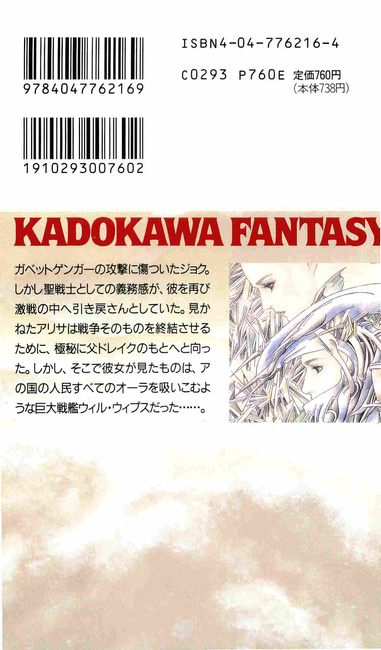 ISBN4-04-776216-4
C0293 P760E 定価760円
(本体738円)
9784047762169
1910293007602
KADOKAWA FANTASY
ガベットゲンガーの攻撃に傷ついたジョク。
しかし聖戦士としての義務感が、彼を再び
激戦の中へ引き戻さんとしていた。見か
ねたアリサは戦争そのものを終結させる
ために、極秘に父ドレイクのもとへと向っ
た。しかし、そこで彼女が見たものは、ア
の国の人民すべてのオーラを吸いこむよ
うな巨大戦艦ウィル・ウィプスだった……。